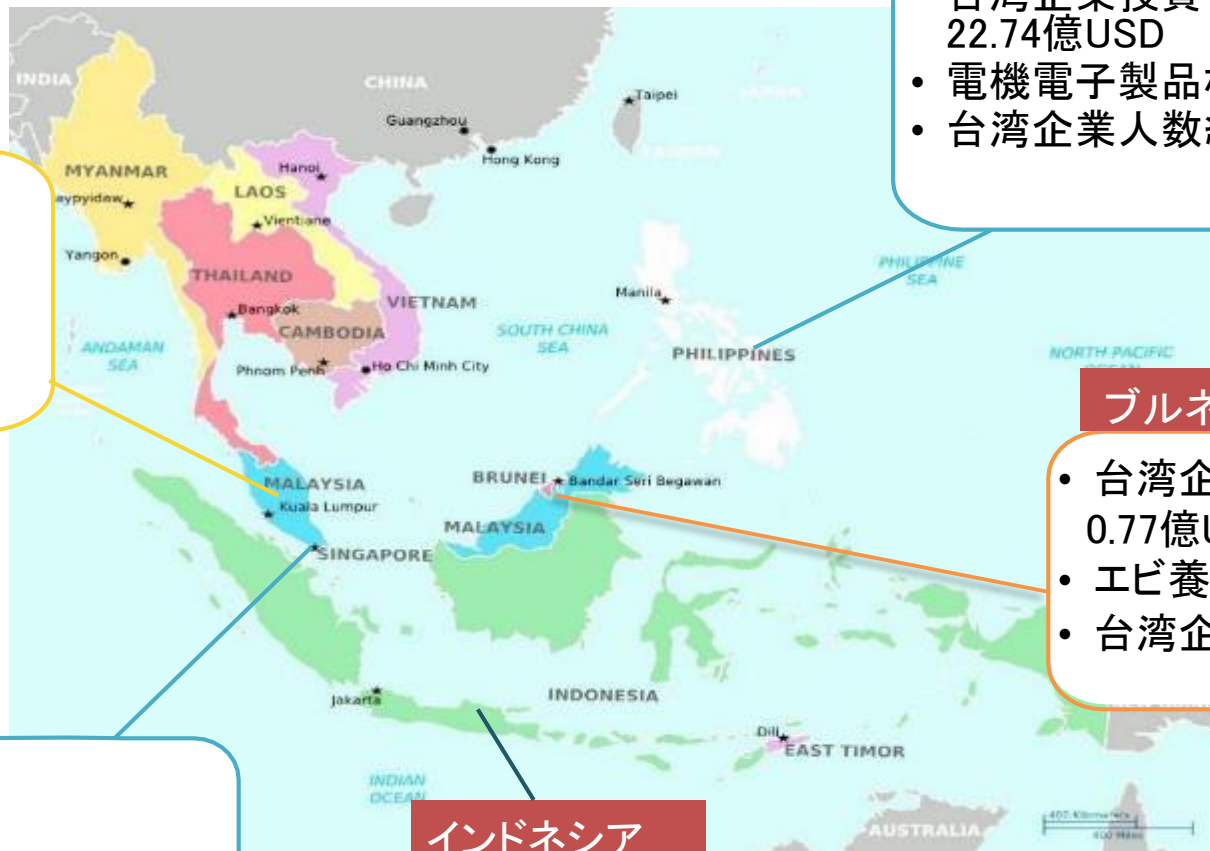 22.74億USD
• 電機電子製品
• 台湾企業人数
INDIA
CHINA
Taipei
Guangzhou
Hong Kong
MYANMAR
Hanoi
LAOS
aypyidaw
Vientiane
Yangon
THAILAND
PHILIPPINE
SEA
Manila
Bangkok
VIETNAM
CAMBODIA
SOUTH CHINA
SEA
ANDAMAN
SEA
PHILIPPINES
NORTH PACIFIC
Phnom Penh
Ho Chi Minh City
ブルネ
• 台湾企
0.77億U
• エビ養
• 台湾企
MALAYSIA
BRUNEI
Bandar Seri Begawan
Kuala Lumpur
MALAYSIA
SINGAPORE
INDONESIA
Jakarta
Dili
EAST TIMOR
INDIAN
OCEAN
インドネシア
AUSTRALIA